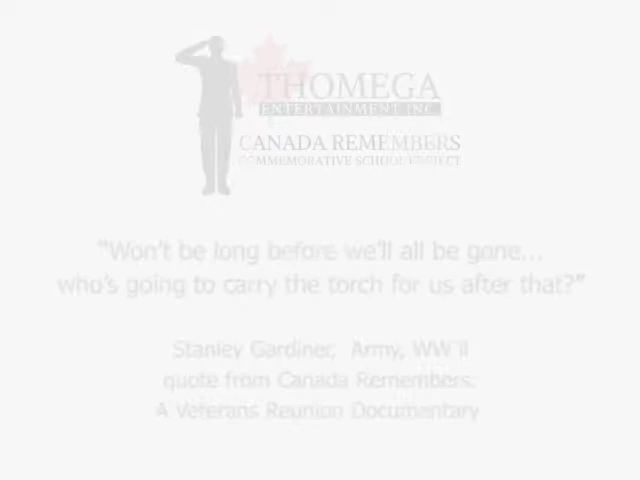 THOMEGA
ENTERTAINMENT INC.
CANADA REMEMBERS
COMMEMORATIVE SCHOOL PROJECT
“Won't be long before we'll all be gone...
who's going to carry the torch for us after that?”
Stanley Gardiner, Army, WW II
quote from Canada Remembers:
A Veterans Reunion Documentary